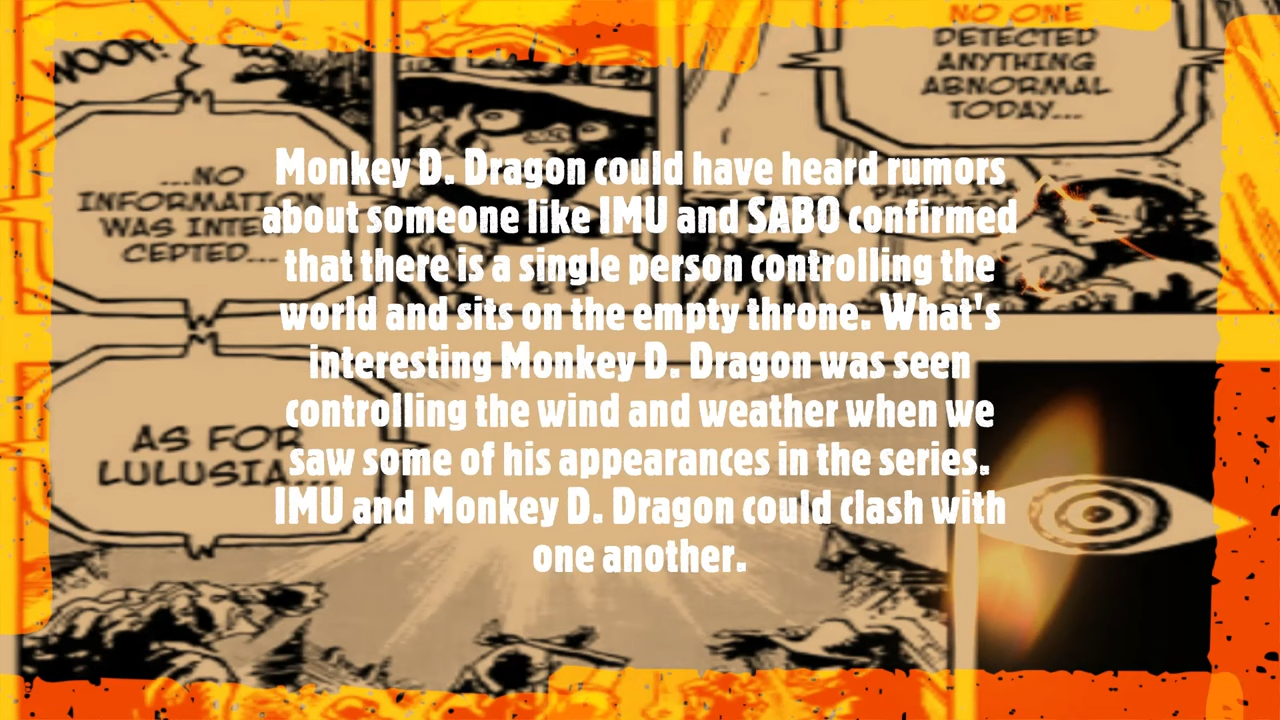 WOOF!
...NO
INFORMATION
WAS INTE
CEPTED...
NO ONE
DETECTED
ANYTHING
ABNORMAL
TODAY...
Monkey D. Dragon could have heard rumors
about someone like IMU and SABO confirmed
that there is a single person controlling the
world and sits on the empty throne. What's
interesting Monkey D. Dragon was seen
controlling the wind and weather when we
saw some of his appearances in the series.
IMU and Monkey D. Dragon could clash with
one another.
AS FOR
LULUSIA...